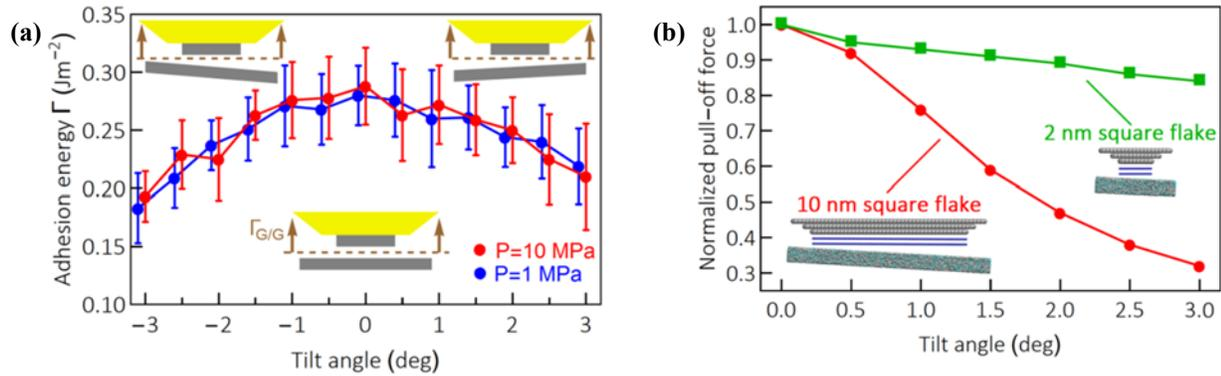 (a)
Adhesion energy Γ (Jm⁻²)
0.35
0.30
0.25
0.20
0.15
0.10
ΓG/G
P=10 MPa
P=1 MPa
−3
−2
−1
0
1
2
3
Tilt angle (deg)
(b)
Normalized pull−off force
1.0
0.9
0.8
0.7
0.6
0.5
0.4
0.3
2 nm square flake
10 nm square flake
0.0
0.5
1.0
1.5
2.0
2.5
3.0
Tilt angle (deg)